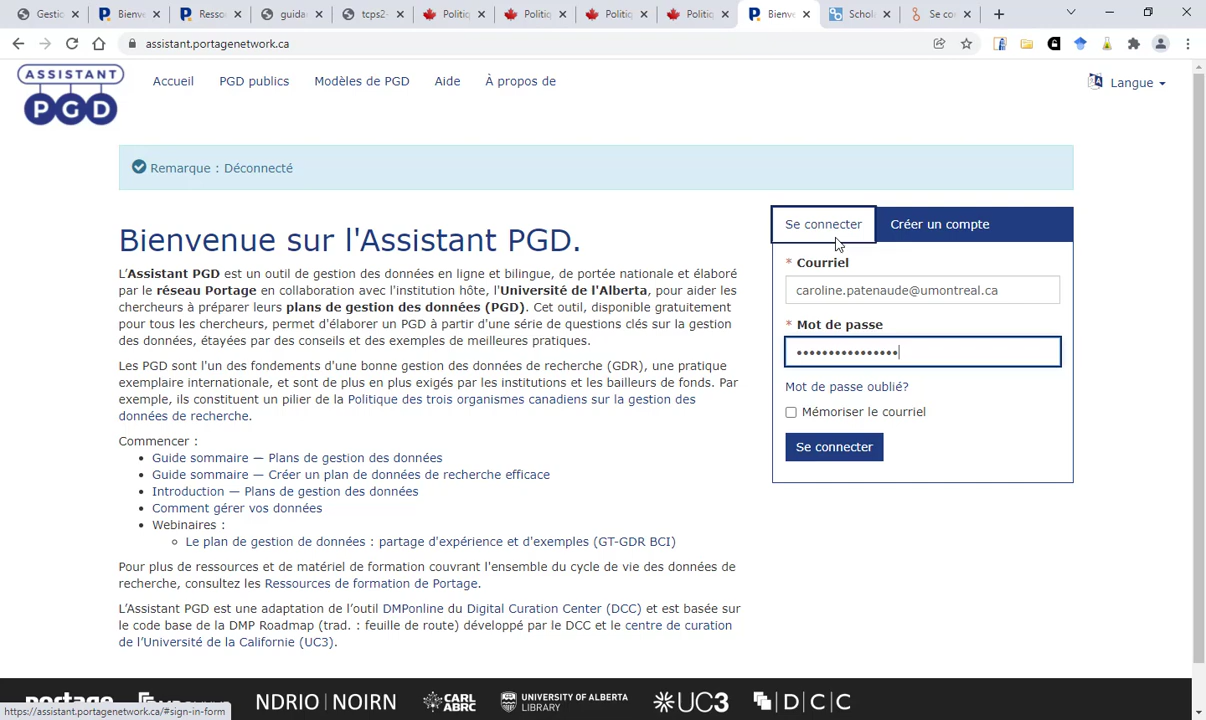 Gestic
Bienve
Resso
guida
tcps2-
Politiq
Politiq
Politiq
Politiq
Bienv
Schol
Se co
assistant.portagenetwork.ca
ASSISTANT
PGD
Accueil
PGD publics
Modèles de PGD
Aide
À propos de
Langue
Remarque : Déconnecté
Bienvenue sur l'Assistant PGD.
L'Assistant PGD est un outil de gestion des données en ligne et bilingue, de portée nationale et élaboré
par le réseau Portage en collaboration avec l'institution hôte, l'Université de l'Alberta, pour aider les
chercheurs à préparer leurs plans de gestion des données (PGD). Cet outil, disponible gratuitement
pour tous les chercheurs, permet d'élaborer un PGD à partir d'une série de questions clés sur la gestion
des données, étayées par des conseils et des exemples de meilleures pratiques.
Les PGD sont l'un des fondements d'une bonne gestion des données de recherche (GDR), une pratique
exemplaire internationale, et sont de plus en plus exigés par les institutions et les bailleurs de fonds. Par
exemple, ils constituent un pilier de la Politique des trois organismes canadiens sur la gestion des
données de recherche.
Commencer :
• Guide sommaire — Plans de gestion des données
• Guide sommaire — Créer un plan de données de recherche efficace
• Introduction — Plans de gestion des données
• Comment gérer vos données
• Webinaires :
Le plan de gestion de données : partage d'expérience et d'exemples (GT-GDR BCI)
Pour plus de ressources et de matériel de formation couvrant l'ensemble du cycle de vie des données de
recherche, consultez les Ressources de formation de Portage.
L'Assistant PGD est une adaptation de l'outil DMPonline du Digital Curation Center (DCC) et est basée sur
le code base de la DMP Roadmap (trad. : feuille de route) développé par le DCC et le centre de curation
de l'Université de la Californie (UC3).
Se connecter
Créer un compte
* Courriel
caroline.patenaude@umontreal.ca
* Mot de passe
••••••••••••••••
Mot de passe oublié?
Mémoriser le courriel
Se connecter
portage
NDRIO | NOIRN
CARL
ABRC
UNIVERSITY OF ALBERTA
LIBRARY
UC3
D|C|C
https://assistant.portagenetwork.ca/#sign-in-form